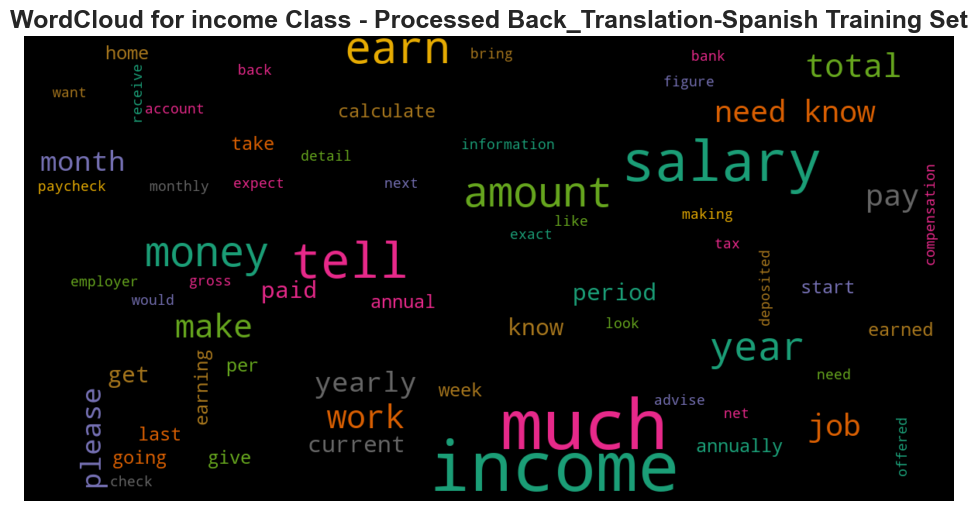 WordCloud for income Class - Processed Back_Translation-Spanish Training Set
home
earn
bring
bank
total
back
figure
want
receive
account
calculate
need know
month
take
detail
information
salary
paycheck
monthly
expect
next
amount
pay
compensation
like
making
exact
tax
money
tell
employer
gross
paid
would
annual
period
deposited
start
make
know
look
year
earned
get
earning
per
yearly
week
need
please
work
much
advise
net
job
last
current
annually
offered
going
give
income
check